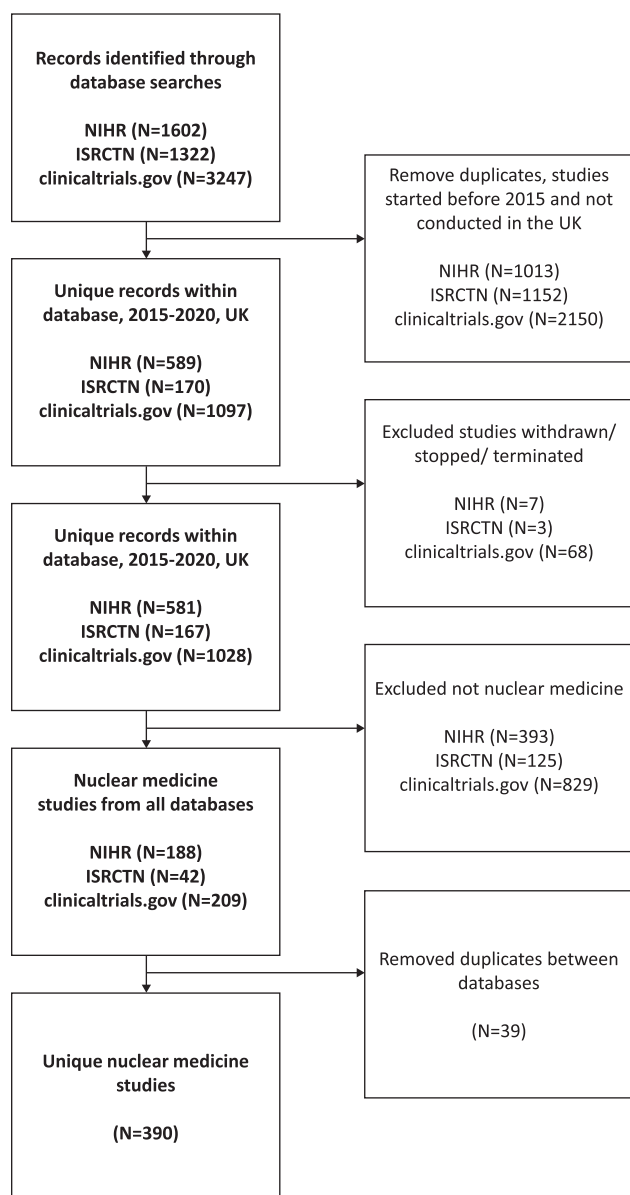 Records identified through
database searches
NIHR (N=1602)
ISRCTN (N=1322)
clinicaltrials.gov (N=3247)
Remove duplicates, studies
started before 2015 and not
conducted in the UK
NIHR (N=1013)
ISRCTN (N=1152)
clinicaltrials.gov (N=2150)
Unique records within
database, 2015-2020, UK
NIHR (N=589)
ISRCTN (N=170)
clinicaltrials.gov (N=1097)
Excluded studies withdrawn/
stopped/ terminated
NIHR (N=7)
ISRCTN (N=3)
clinicaltrials.gov (N=68)
Unique records within
database, 2015-2020, UK
NIHR (N=581)
ISRCTN (N=167)
clinicaltrials.gov (N=1028)
Excluded not nuclear medicine
NIHR (N=393)
ISRCTN (N=125)
clinicaltrials.gov (N=829)
Nuclear medicine
studies from all databases
NIHR (N=188)
ISRCTN (N=42)
clinicaltrials.gov (N=209)
Removed duplicates between
databases
(N=39)
Unique nuclear medicine
studies
(N=390)